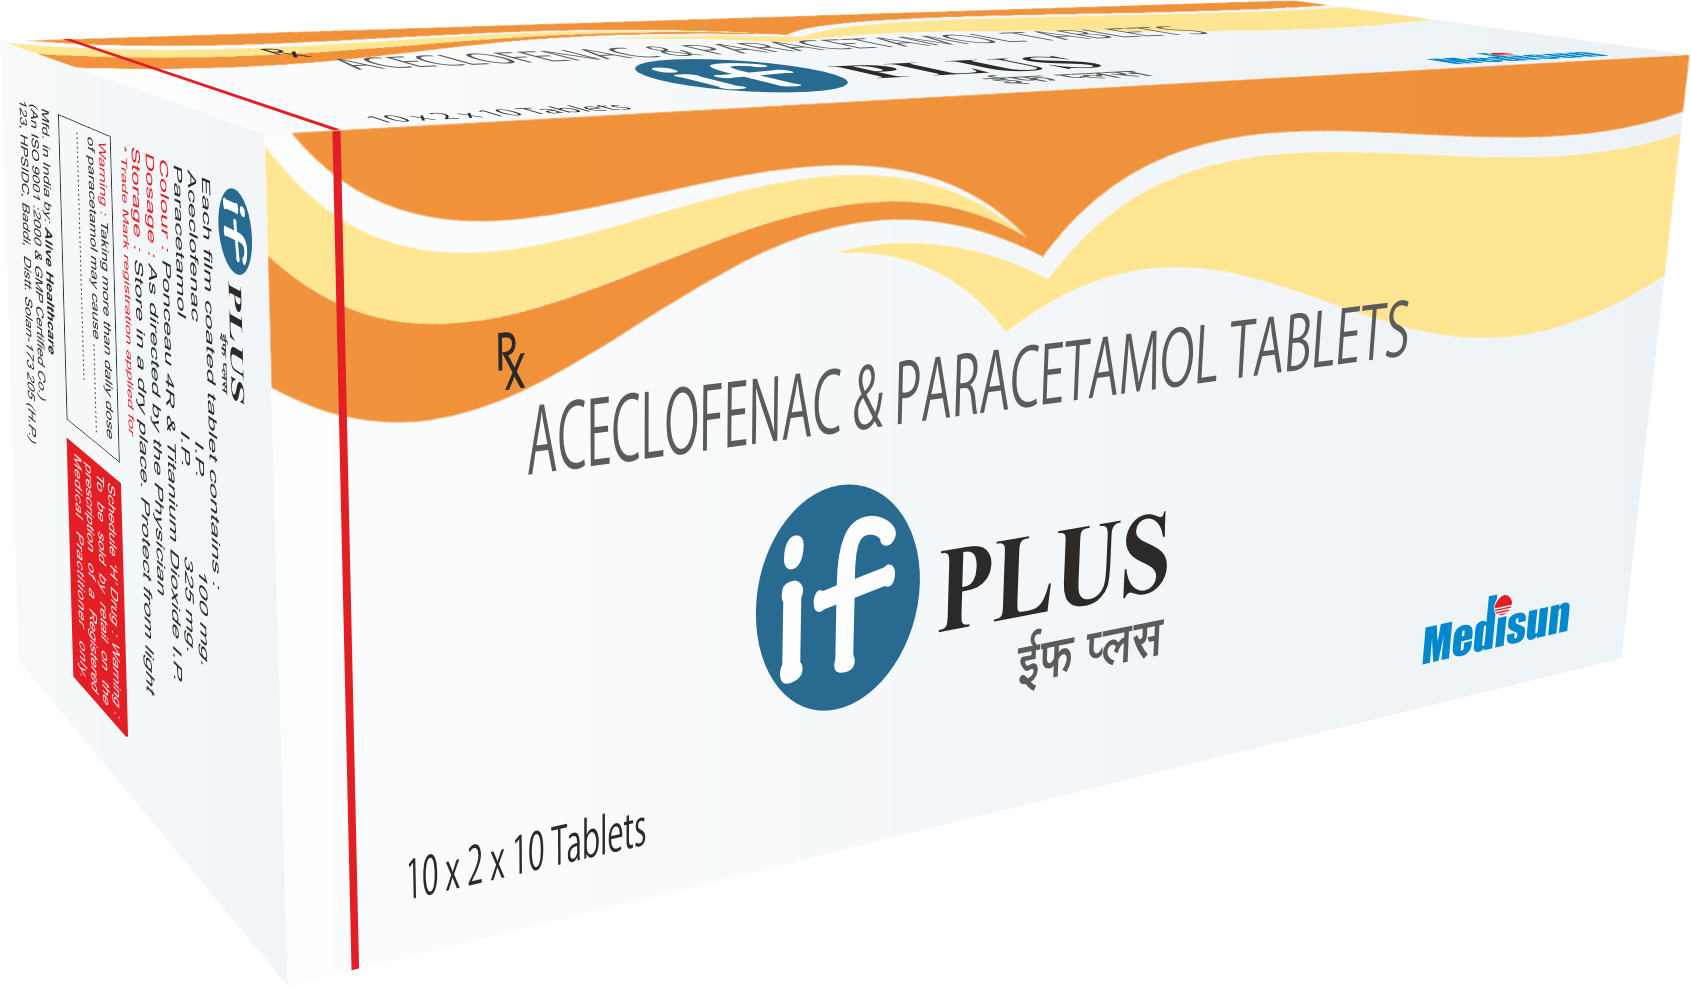 Rx
ACECLOFENAC & PARACETAMOL TABLETS
if PLUS
ईफ प्लस
10 x 2 x 10 Tablets
Medisun
Rx
ACECLOFENAC & PARACETAMOL TABLETS
if PLUS
ईफ प्लस
10 x 2 x 10 Tablets
Medisun
if PLUS
ईफ प्लस
Each film coated tablet contains :
Aceclofenac I.P. 100 mg.
Paracetamol I.P. 325 mg.
Colour : Ponceau 4R & Titanium Dioxide I.P.
Dosage : As directed by the Physician
Storage : Store in a dry place. Protect from light
* Trade Mark registration applied for
Warning : Taking more than daily dose
of paracetamol may cause ....................
............................................................
Schedule 'H' Drug : Warning :
To be sold by retail on the
prescription of a Registered
Medical Practitioner only.
Mfd. in India by: Alive Healthcare
(An ISO 9001 :2000 & GMP Certified Co.)
123, HPSIDC, Baddi, Distt. Solan-173 205 (H.P.)